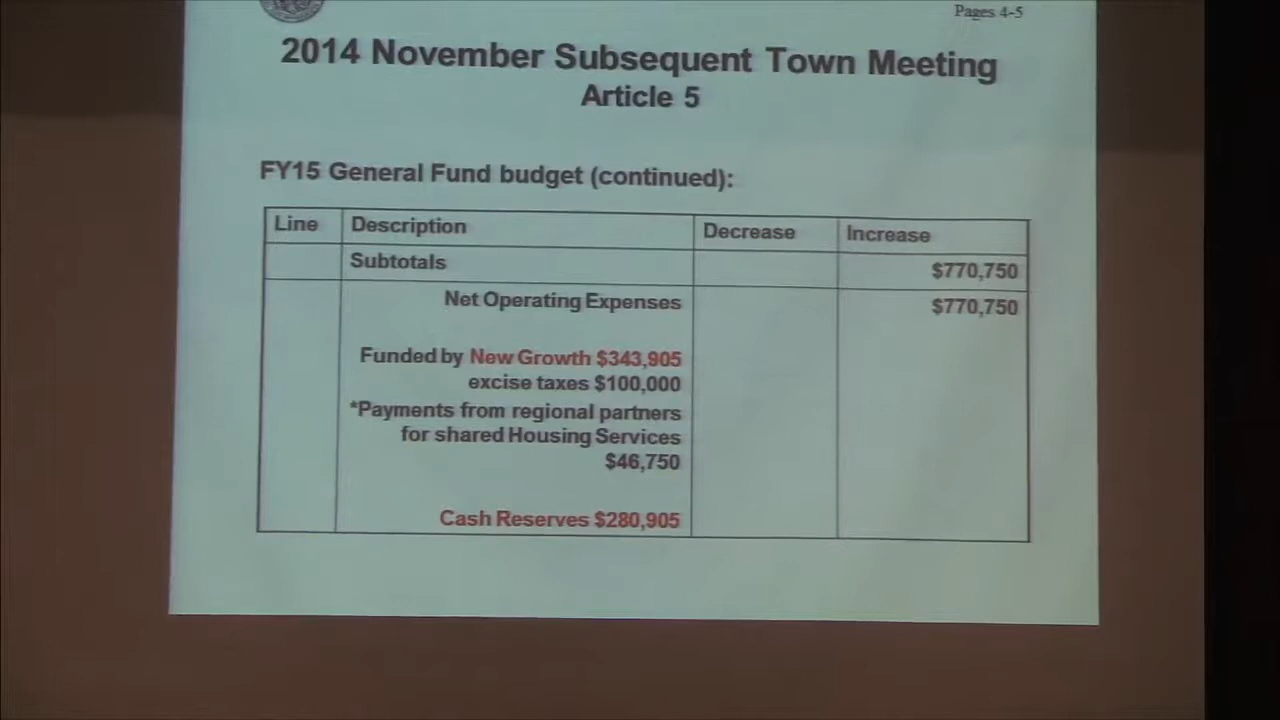 Pages 4-5
2014 November Subsequent Town Meeting
Article 5
FY15 General Fund budget (continued):
Line Description Decrease Increase
Subtotals $770,750
Net Operating Expenses $770,750
Funded by New Growth $343,905
excise taxes $100,000
*Payments from regional partners
for shared Housing Services
$46,750
Cash Reserves $280,905